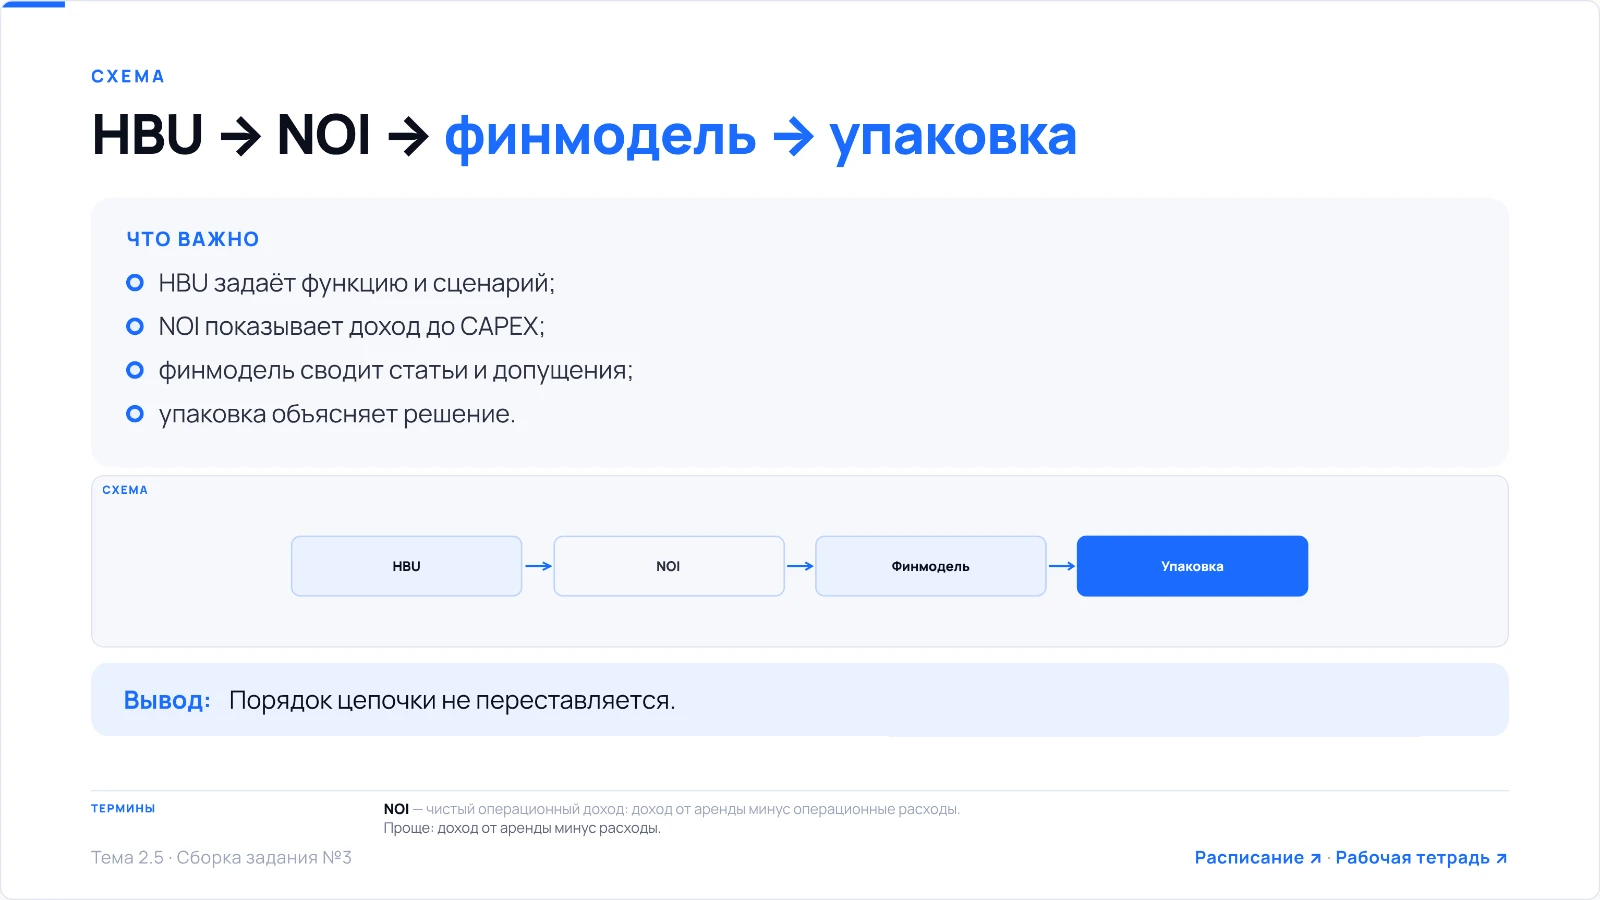 СХЕМА
HBU → NOI → финмодель → упаковка
ЧТО ВАЖНО
HBU задаёт функцию и сценарий;
NOI показывает доход до CAPEX;
финмодель сводит статьи и допущения;
упаковка объясняет решение.
СХЕМА
HBU → NOI → Финмодель → Упаковка
Вывод: Порядок цепочки не переставляется.
ТЕРМИНЫ
NOI — чистый операционный доход: доход от аренды минус операционные расходы.
Проще: доход от аренды минус расходы.
Тема 2.5 · Сборка задания №3
Расписание ↗ · Рабочая тетрадь ↗